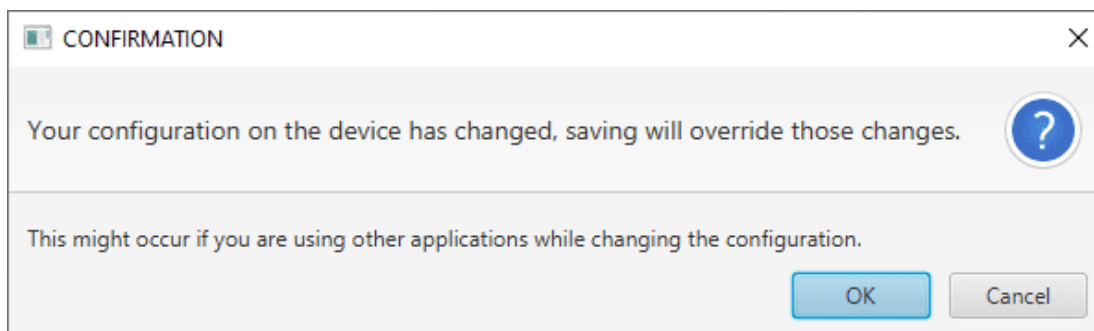 CONFIRMATION
Your configuration on the device has changed, saving will override those changes.
?
This might occur if you are using other applications while changing the configuration.
OK
Cancel